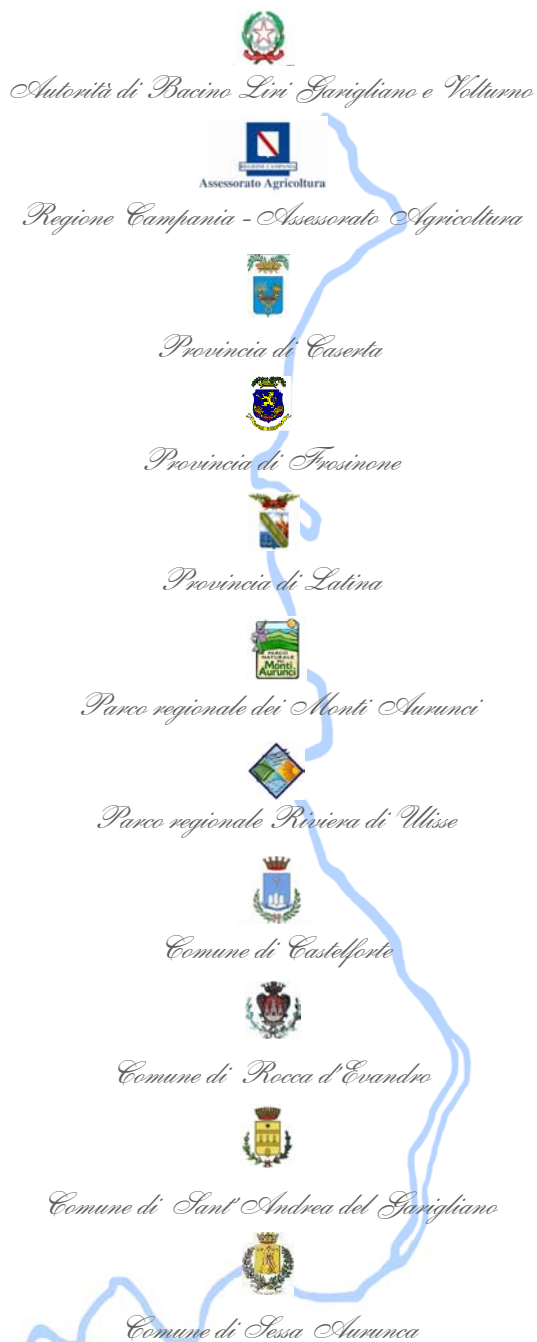 Autorità di Bacino Liri Garigliano e Volturno
REGIONE CAMPANIA
Assessorato Agricoltura
Regione Campania - Assessorato Agricoltura
Provincia di Caserta
Provincia di Frosinone
Provincia di Latina
PARCO
NATURALE
dei
Monti
Aurunci
Parco regionale dei Monti Aurunci
Parco regionale Riviera di Ulisse
Comune di Castelforte
Comune di Rocca d'Evandro
Comune di Sant'Andrea del Garigliano
Comune di Sessa Aurunca